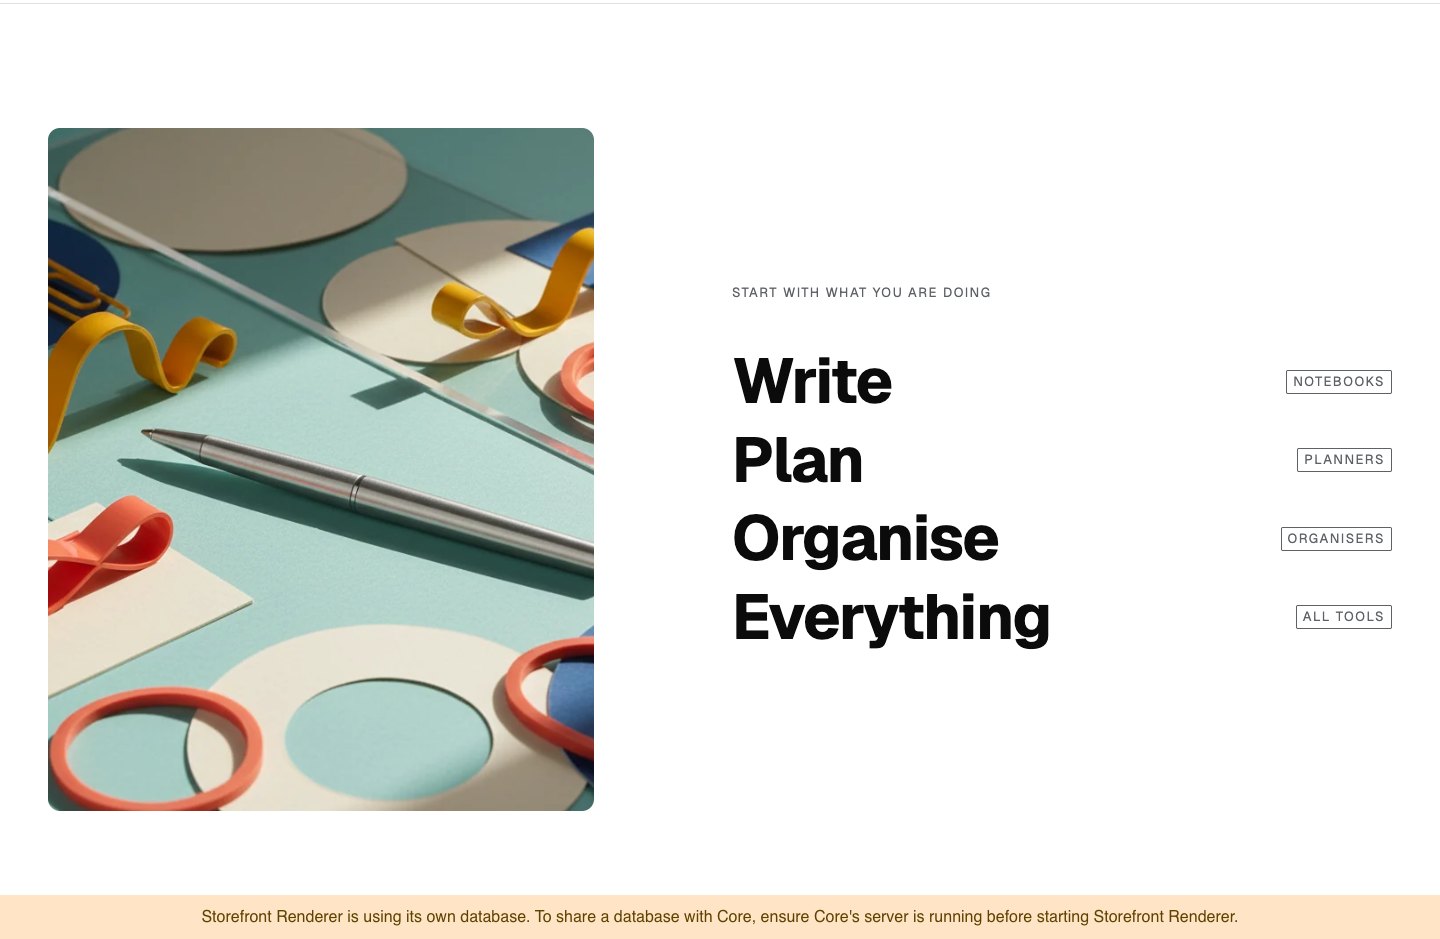 START WITH WHAT YOU ARE DOING
Write
NOTEBOOKS
Plan
PLANNERS
Organise
ORGANISERS
Everything
ALL TOOLS
Storefront Renderer is using its own database. To share a database with Core, ensure Core's server is running before starting Storefront Renderer.